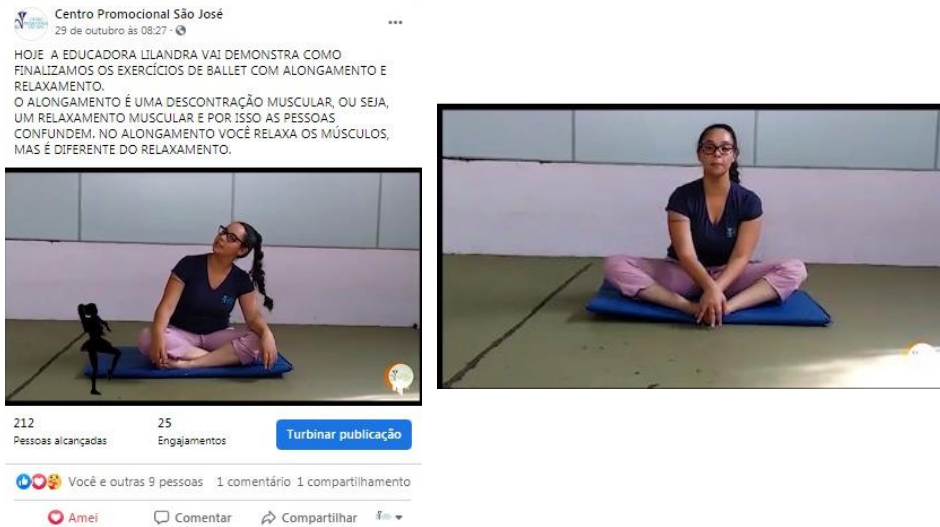 Centro Promocional São José
29 de outubro às 08:27 ·
HOJE A EDUCADORA LILANDRA VAI DEMONSTRA COMO
FINALIZAMOS OS EXERCÍCIOS DE BALLET COM ALONGAMENTO E
RELAXAMENTO.
O ALONGAMENTO É UMA DESCONTRAÇÃO MUSCULAR, OU SEJA,
UM RELAXAMENTO MUSCULAR E POR ISSO AS PESSOAS
CONFUNDEM. NO ALONGAMENTO VOCÊ RELAXA OS MÚSCULOS,
MAS É DIFERENTE DO RELAXAMENTO.
212 25
Pessoas alcançadas Engajamentos Turbinar publicação
Você e outras 9 pessoas 1 comentário 1 compartilhamento
Amei Comentar Compartilhar